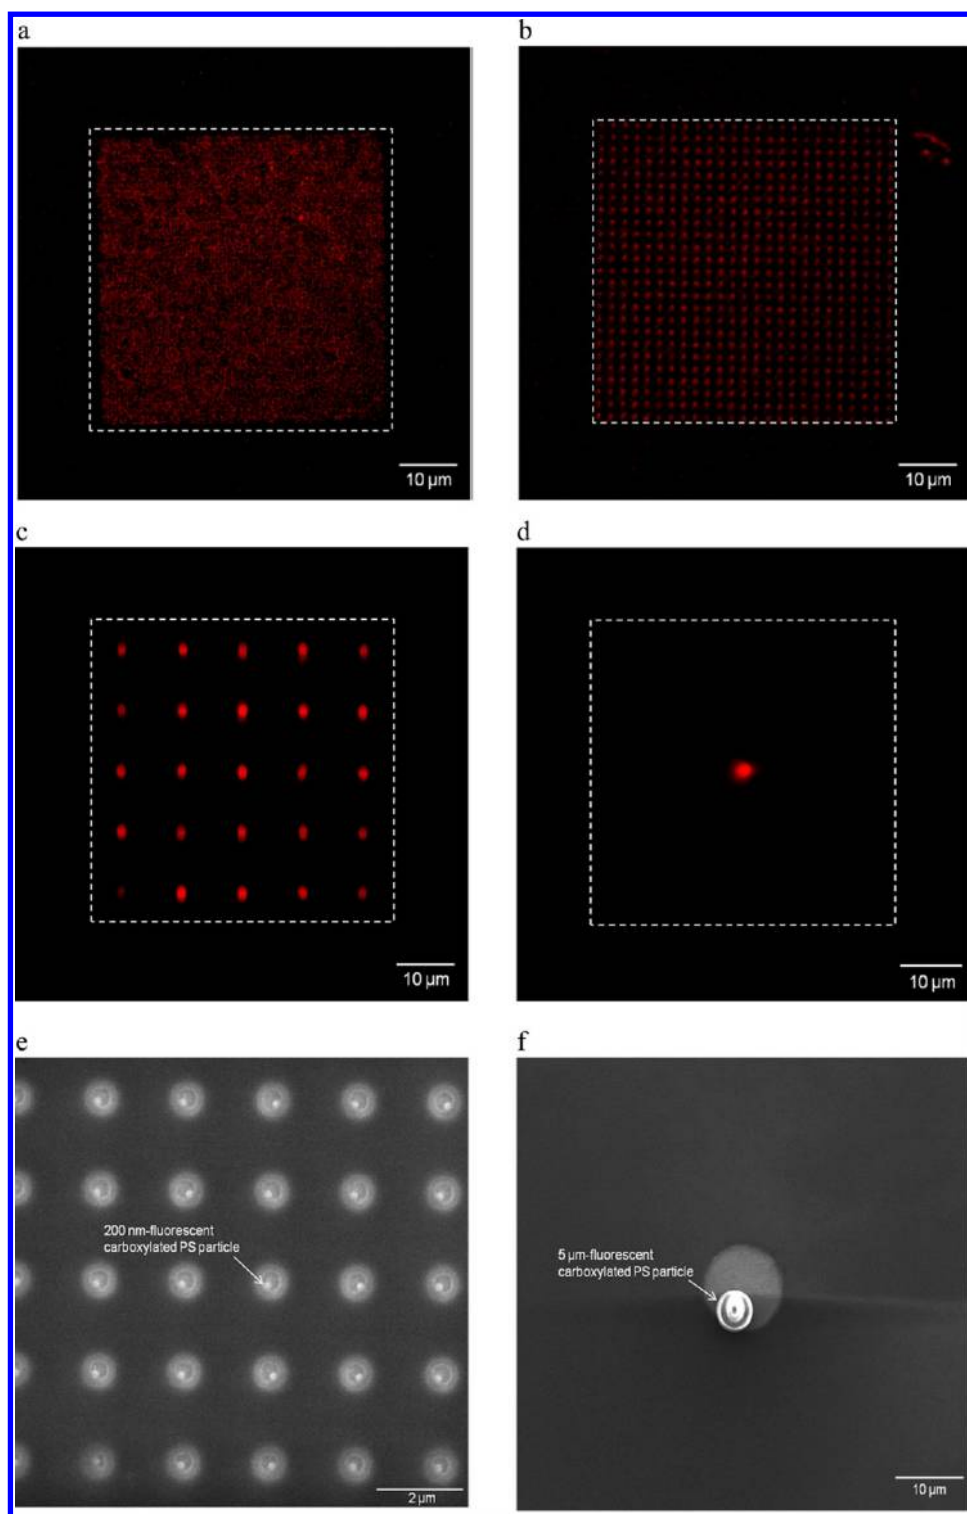 a
b
10 µm
10 µm
c
d
10 µm
10 µm
e
f
200 nm-fluorescent
carboxylated PS particle
5 µm-fluorescent
carboxylated PS particle
2 µm
10 µm